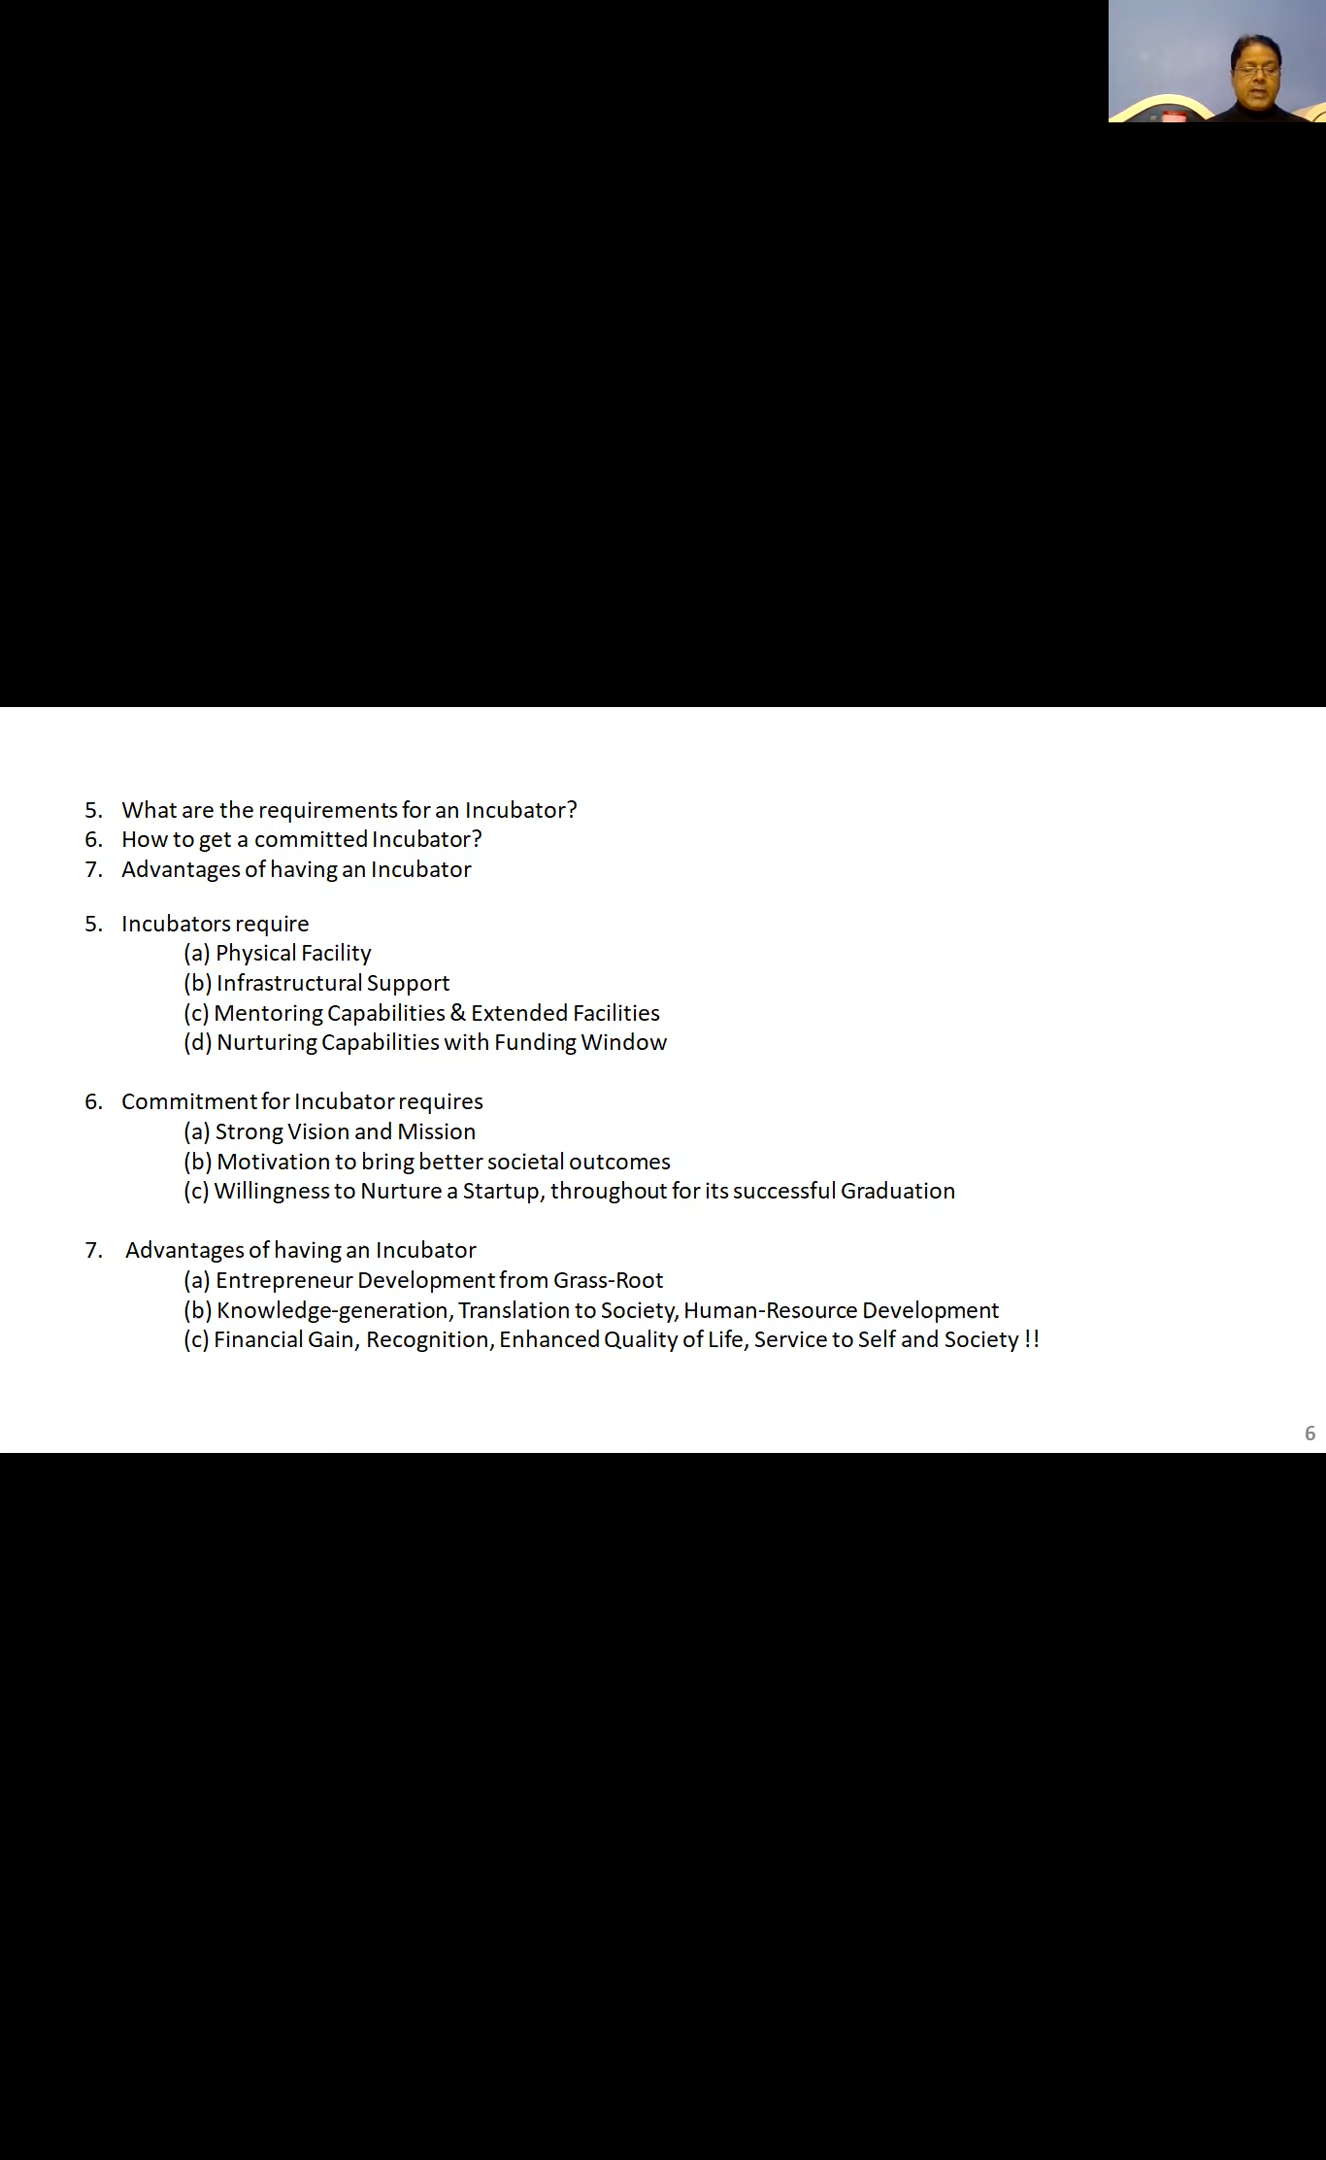 5. What are the requirements for an Incubator?
6. How to get a committed Incubator?
7. Advantages of having an Incubator
5. Incubators require
(a) Physical Facility
(b) Infrastructural Support
(c) Mentoring Capabilities & Extended Facilities
(d) Nurturing Capabilities with Funding Window
6. Commitment for Incubator requires
(a) Strong Vision and Mission
(b) Motivation to bring better societal outcomes
(c) Willingness to Nurture a Startup, throughout for its successful Graduation
7. Advantages of having an Incubator
(a) Entrepreneur Development from Grass-Root
(b) Knowledge-generation, Translation to Society, Human-Resource Development
(c) Financial Gain, Recognition, Enhanced Quality of Life, Service to Self and Society !!
6